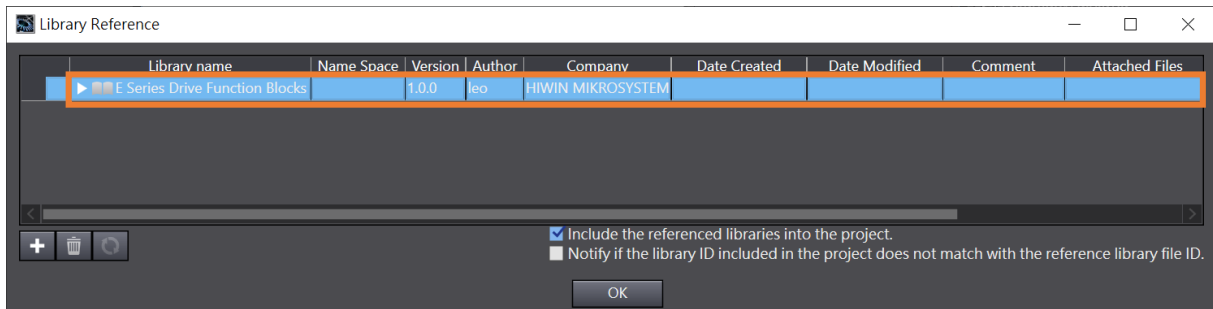 Library Reference
Library name Name Space Version Author Company Date Created Date Modified Comment Attached Files
E Series Drive Function Blocks 1.0.0 leo HIWIN MIKROSYSTEM
Include the referenced libraries into the project.
Notify if the library ID included in the project does not match with the reference library file ID.
OK